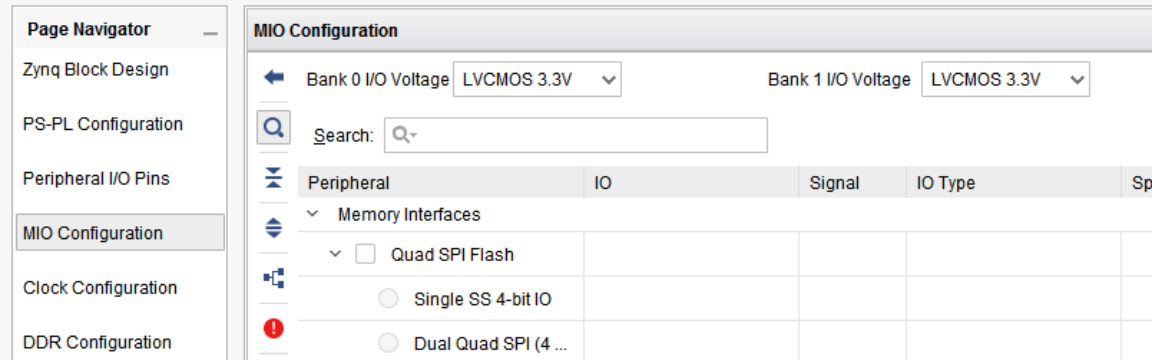 Page Navigator
Zynq Block Design
PS-PL Configuration
Peripheral I/O Pins
MIO Configuration
Clock Configuration
DDR Configuration
MIO Configuration
Bank 0 I/O Voltage LVCMOS 3.3V Bank 1 I/O Voltage LVCMOS 3.3V
Search:
Peripheral IO Signal IO Type Sp
Memory Interfaces
Quad SPI Flash
Single SS 4-bit IO
Dual Quad SPI (4 ...